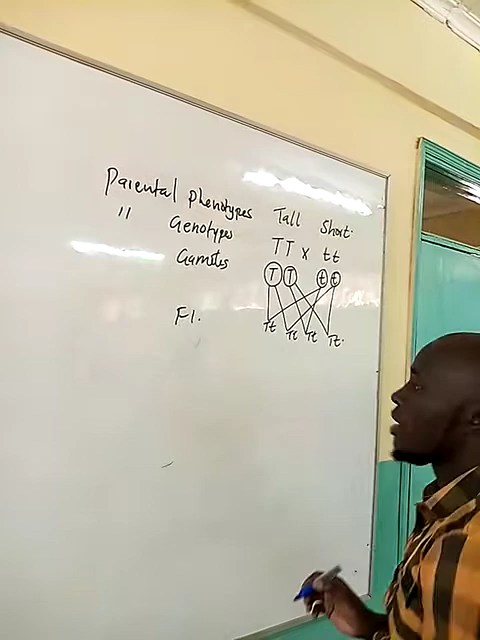 Parental Phenotypes Tall Short.
" Genotypes TT x tt
Gametes T T t t
F1. Tt Tt Tt Tt.